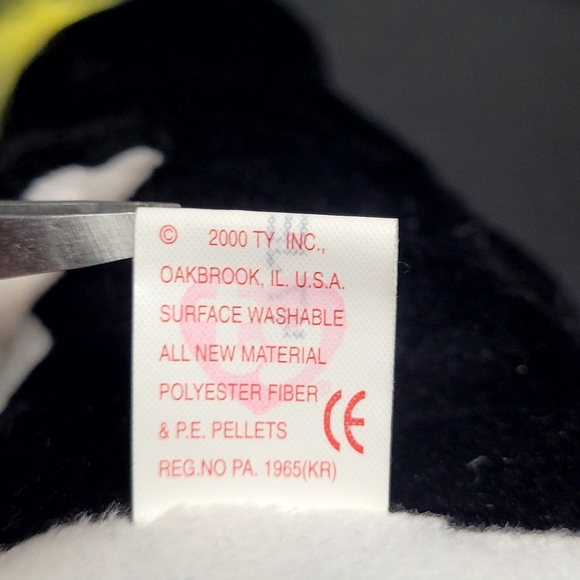 © 2000 TY INC.,
OAKBROOK, IL. U.S.A.
SURFACE WASHABLE
ALL NEW MATERIAL
POLYESTER FIBER
& P.E. PELLETS CE
REG.NO PA. 1965(KR)